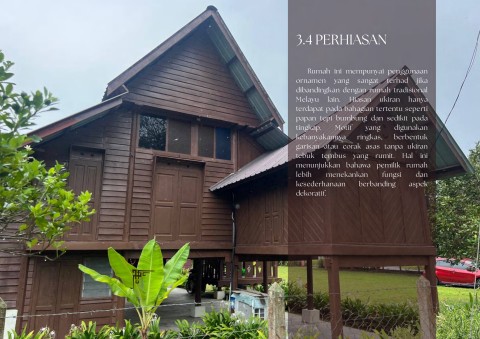 3.4 PERHIASAN
Rumah ini mempunyai penggunaan
ornamen yang sangat terhad jika
dibandingkan dengan rumah tradisional
Melayu lain. Hiasan ukiran hanya
terdapat pada bahagian tertentu seperti
papan tepi bumbung dan sedikit pada
tingkap. Motif yang digunakan
kebanyakannya ringkas, berbentuk
garisan atau corak asas tanpa ukiran
tebuk tembus yang rumit. Hal ini
menunjukkan bahawa pemilik rumah
lebih menekankan fungsi dan
kesederhanaan berbanding aspek
dekoratif.